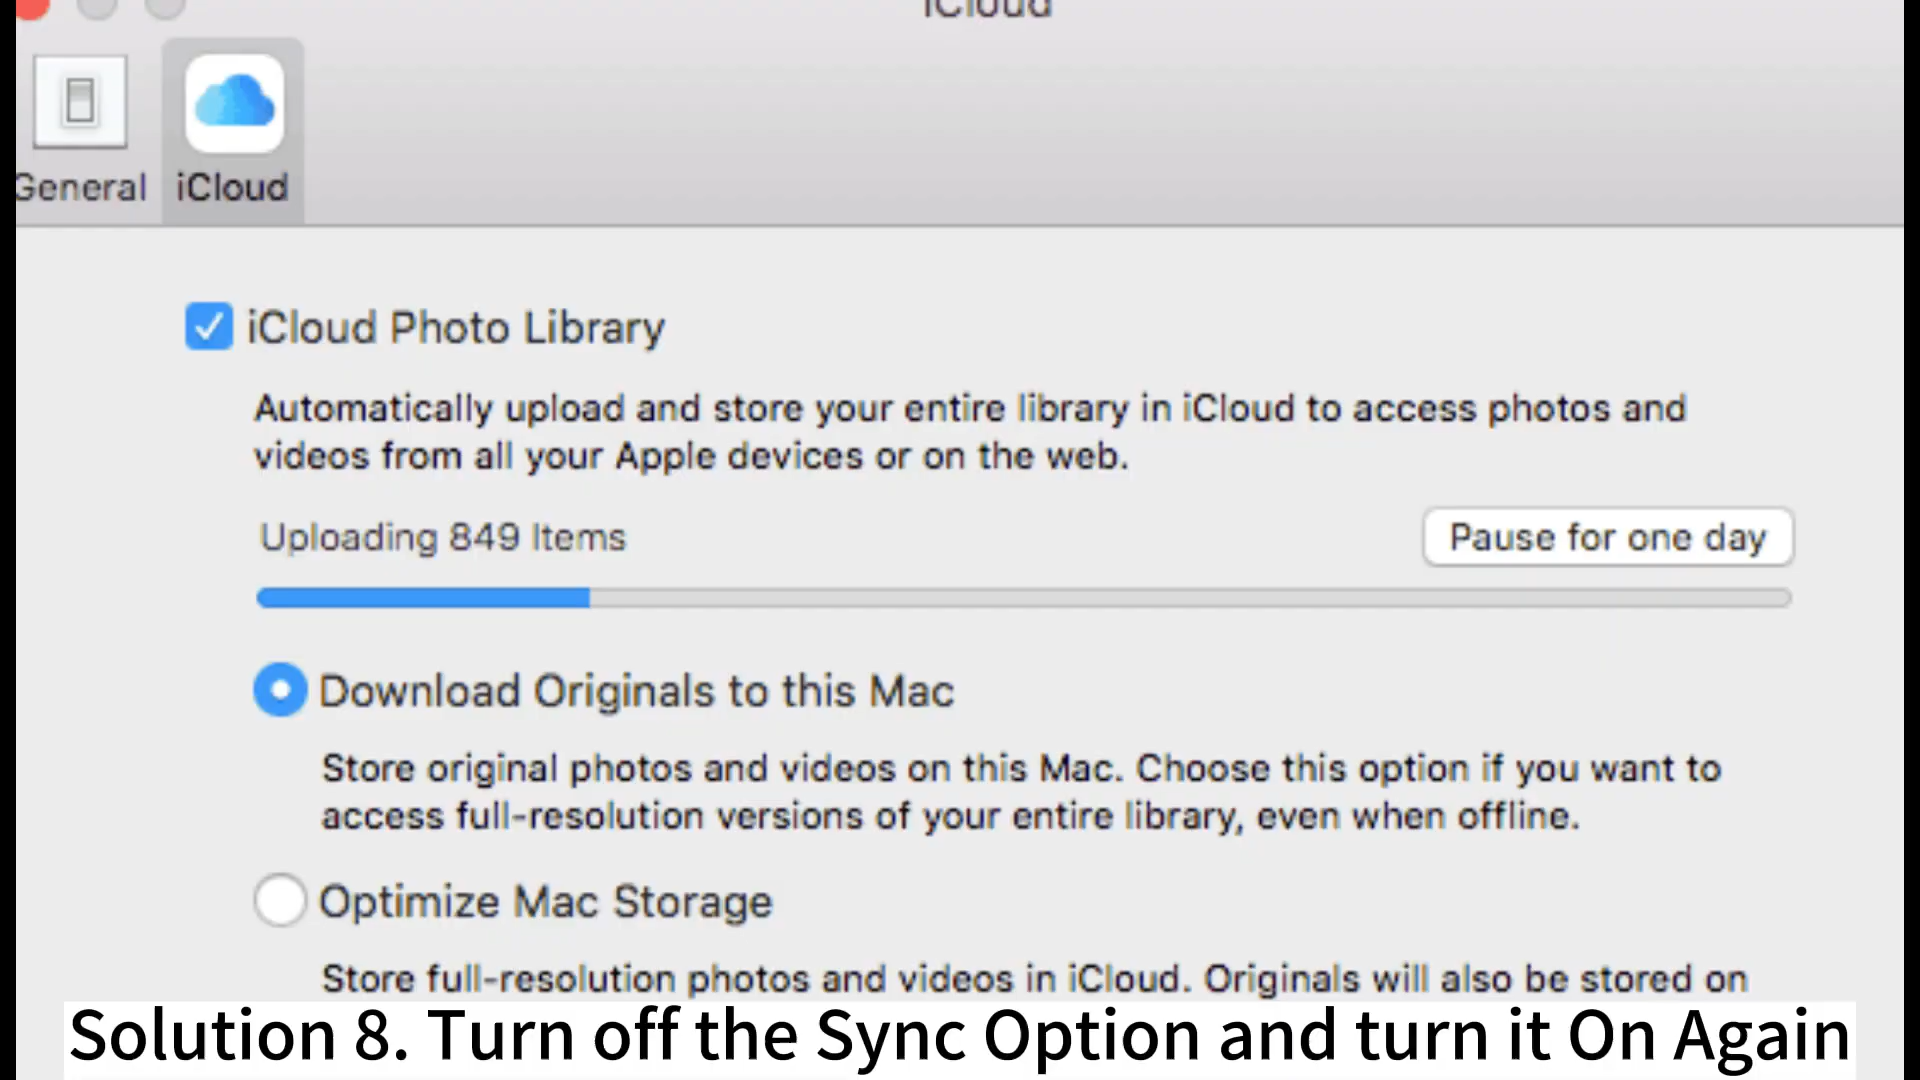 iCloud
General
iCloud
iCloud Photo Library
Automatically upload and store your entire library in iCloud to access photos and
videos from all your Apple devices or on the web.
Uploading 849 Items
Pause for one day
Download Originals to this Mac
Store original photos and videos on this Mac. Choose this option if you want to
access full-resolution versions of your entire library, even when offline.
Optimize Mac Storage
Store full-resolution photos and videos in iCloud. Originals will also be stored on
Solution 8. Turn off the Sync Option and turn it On Again